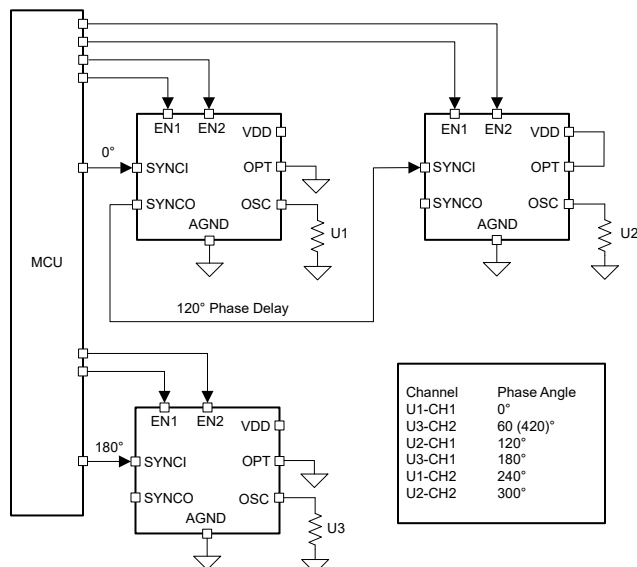 EN1 EN2 VDD
0° SYNCI OPT
SYNCO OSC
AGND
U1
EN1 EN2 VDD
SYNCI OPT
SYNCO OSC
AGND
U2
MCU
120° Phase Delay
EN1 EN2 VDD
180° SYNCI OPT
SYNCO OSC
AGND
U3
Channel Phase Angle
U1-CH1 0°
U3-CH2 60 (420)°
U2-CH1 120°
U3-CH1 180°
U1-CH2 240°
U2-CH2 300°